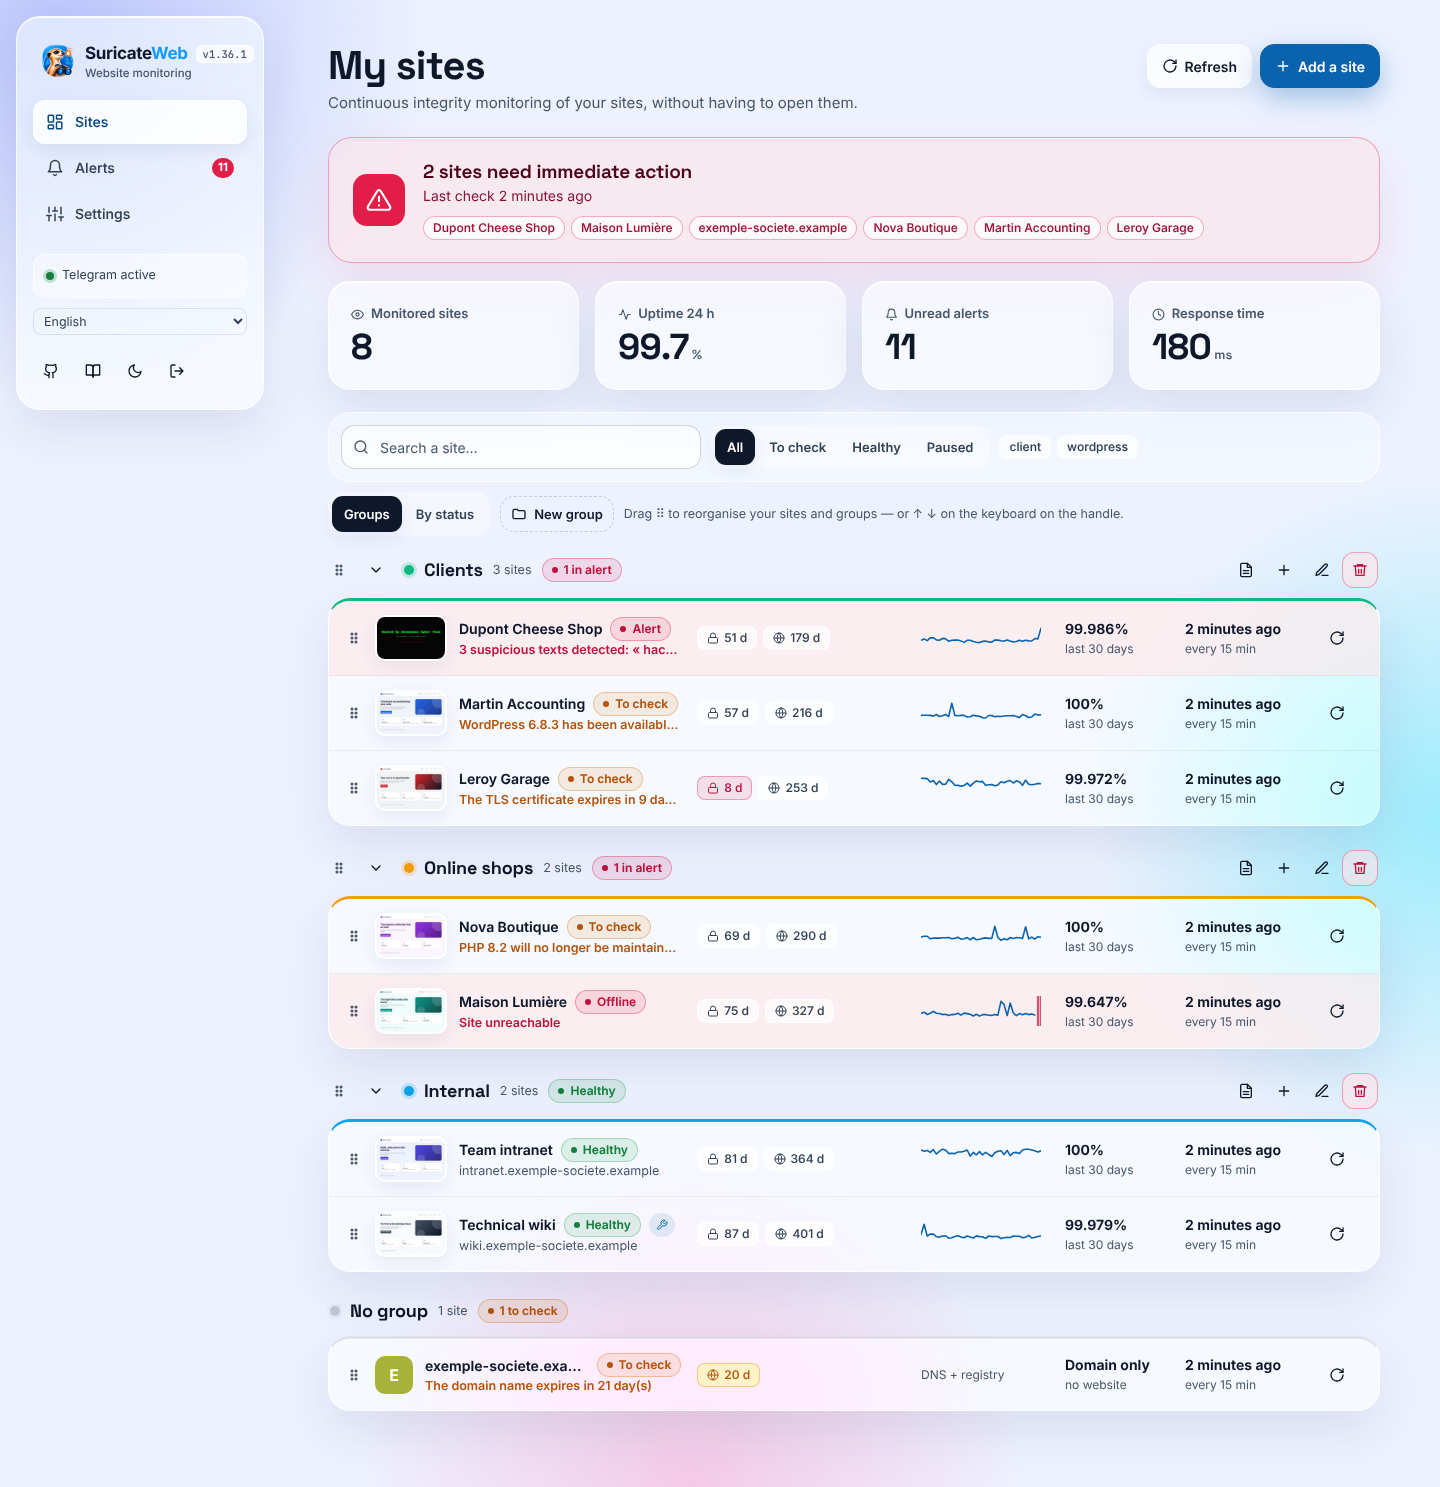 SuricateWeb v1.36.1
Website monitoring
Sites
Alerts 11
Settings
Telegram active
English
My sites
Continuous integrity monitoring of your sites, without having to open them.
Refresh
+ Add a site
2 sites need immediate action
Last check 2 minutes ago
Dupont Cheese Shop Maison Lumière exemple-societe.example Nova Boutique Martin Accounting Leroy Garage
Monitored sites
8
Uptime 24 h
99.7 %
Unread alerts
11
Response time
180 ms
Search a site...
All To check Healthy Paused client wordpress
Groups By status New group Drag ⠿ to reorganise your sites and groups — or ↑ ↓ on the keyboard on the handle.
Clients 3 sites 1 in alert
Dupont Cheese Shop Alert
3 suspicious texts detected: « hac...
51 d 179 d
99.986%
last 30 days
2 minutes ago
every 15 min
Martin Accounting To check
WordPress 6.8.3 has been availabl...
57 d 216 d
100%
last 30 days
2 minutes ago
every 15 min
Leroy Garage To check
The TLS certificate expires in 9 da...
8 d 253 d
99.972%
last 30 days
2 minutes ago
every 15 min
Online shops 2 sites 1 in alert
Nova Boutique To check
PHP 8.2 will no longer be maintain...
69 d 290 d
100%
last 30 days
2 minutes ago
every 15 min
Maison Lumière Offline
Site unreachable
75 d 327 d
99.647%
last 30 days
2 minutes ago
every 15 min
Internal 2 sites Healthy
Team intranet Healthy
intranet.exemple-societe.example
81 d 364 d
100%
last 30 days
2 minutes ago
every 15 min
Technical wiki Healthy
wiki.exemple-societe.example
87 d 401 d
99.979%
last 30 days
2 minutes ago
every 15 min
No group 1 site 1 to check
E
exemple-societe.exa... To check
The domain name expires in 21 day(s)
20 d
DNS + registry
Domain only
no website
2 minutes ago
every 15 min